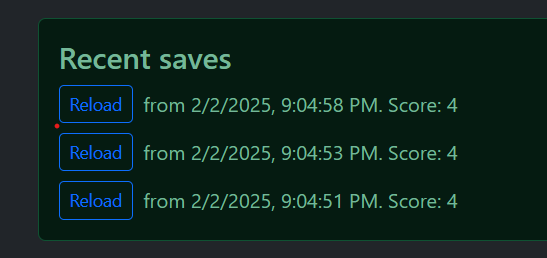 Recent saves
Reload from 2/2/2025, 9:04:58 PM. Score: 4
Reload from 2/2/2025, 9:04:53 PM. Score: 4
Reload from 2/2/2025, 9:04:51 PM. Score: 4